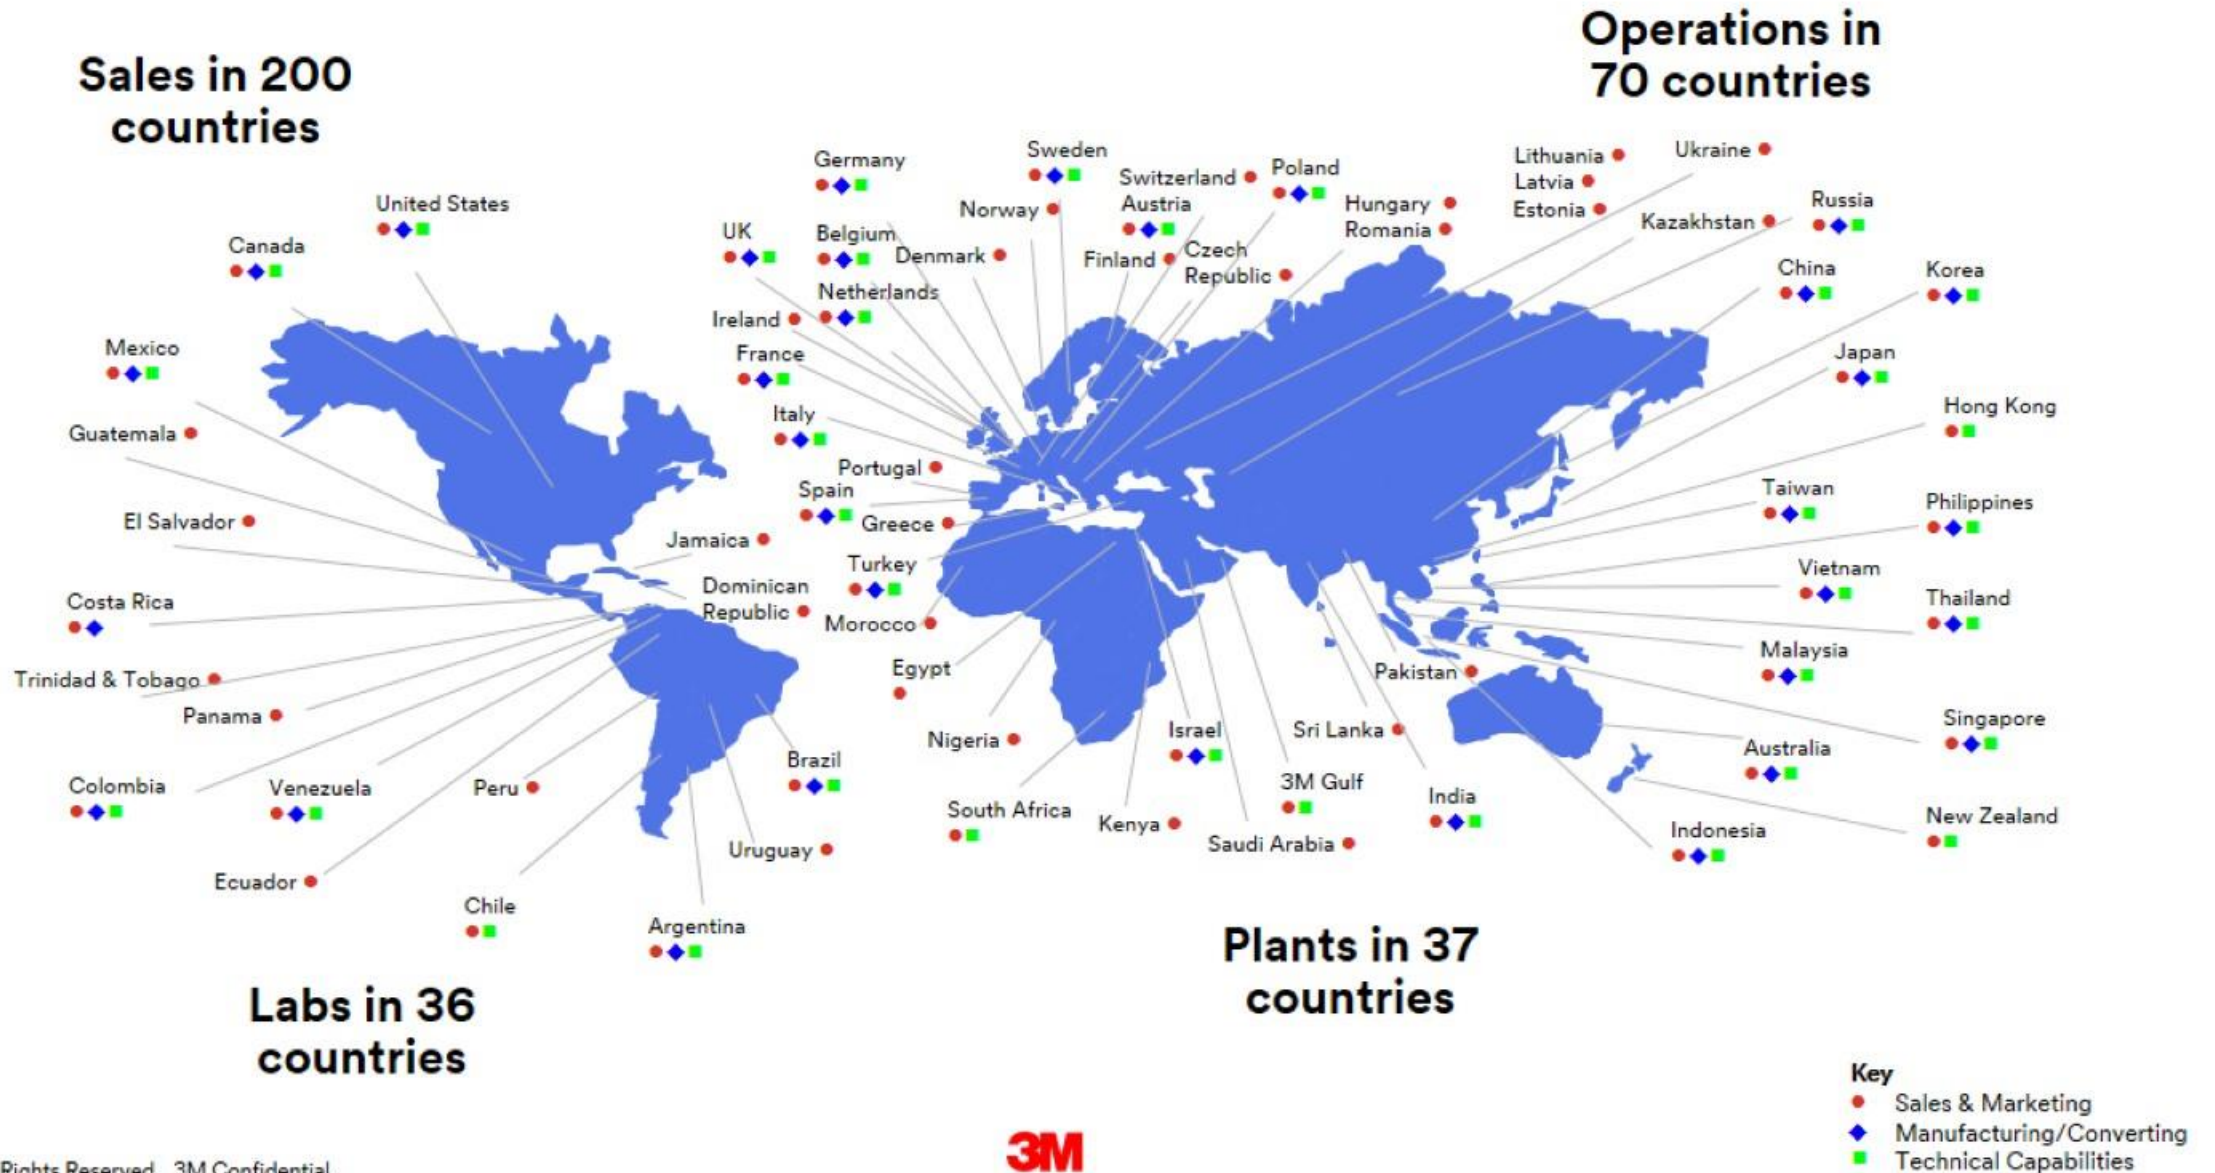 Operations in
70 countries
Sales in 200
countries
Germany
Sweden
Switzerland
Poland
Lithuania
Ukraine
Latvia
Estonia
United States
Norway
Austria
Hungary
Romania
Kazakhstan
Russia
Canada
UK
Belgium
Denmark
Finland
Czech
Republic
China
Korea
Netherlands
Ireland
Mexico
France
Japan
Guatemala
Italy
Hong Kong
Portugal
Spain
Taiwan
Philippines
El Salvador
Jamaica
Greece
Turkey
Vietnam
Costa Rica
Dominican
Republic
Morocco
Thailand
Malaysia
Trinidad & Tobago
Egypt
Pakistan
Panama
Nigeria
Israel
Sri Lanka
Singapore
Australia
Colombia
Venezuela
Peru
Brazil
South Africa
Kenya
3M Gulf
India
New Zealand
Saudi Arabia
Indonesia
Uruguay
Ecuador
Chile
Argentina
Plants in 37
countries
Labs in 36
countries
Key
Sales & Marketing
Manufacturing/Converting
Technical Capabilities
3M
Rights Reserved. 3M Confidential